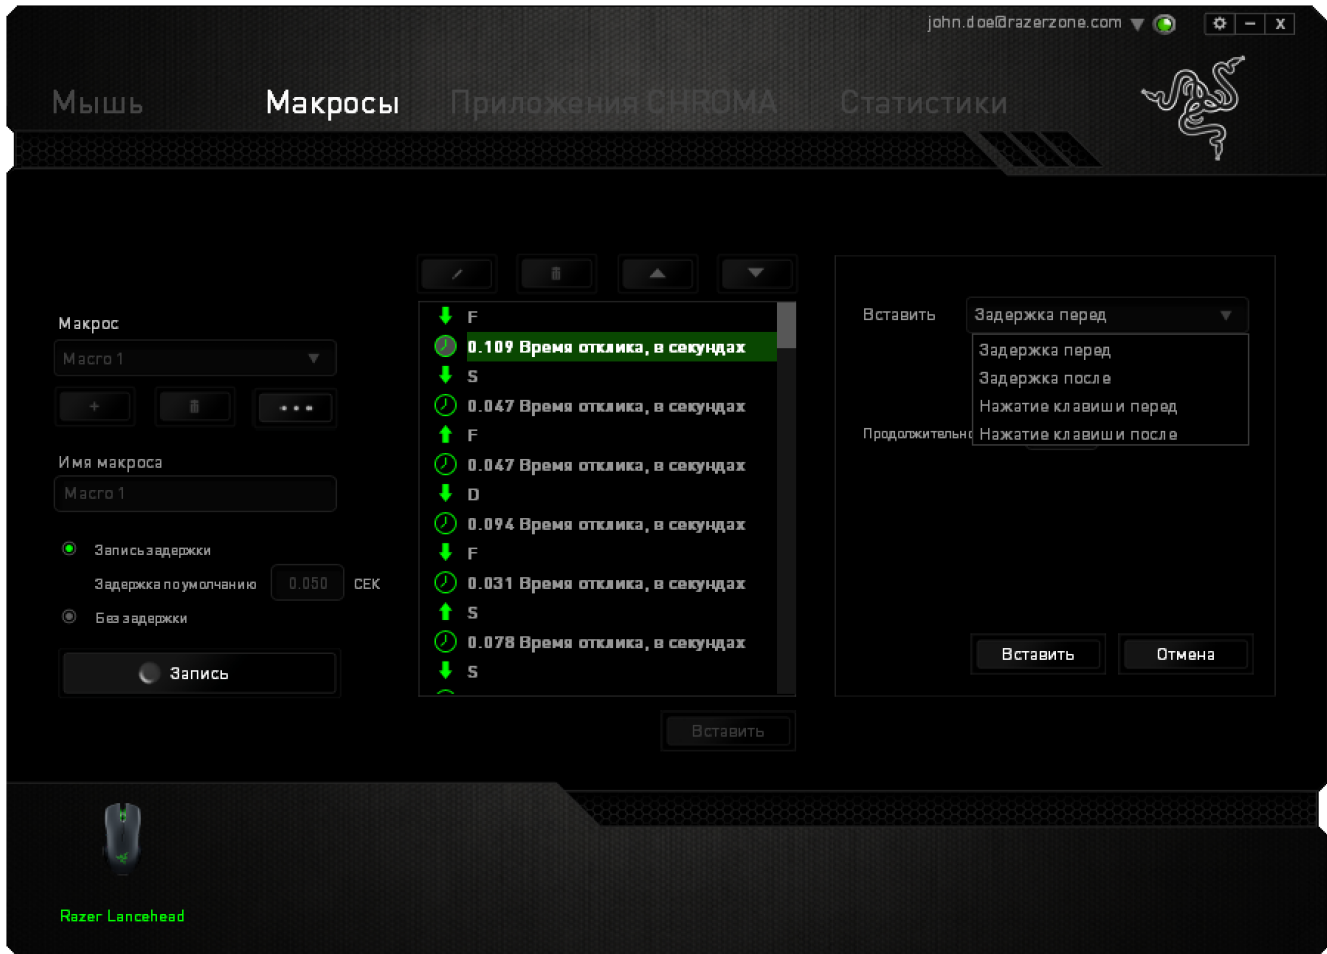 john.doe@razerzone.com
X
Мышь
Макросы
Приложения CHROMA
Статистики
Макрос
Macro 1
Имя макроса
Macro 1
Запись задержки
Задержка по умолчанию 0.050 СЕК
Без задержки
Запись
F
0.109 Время отклика, в секундах
S
0.047 Время отклика, в секундах
F
0.047 Время отклика, в секундах
D
0.094 Время отклика, в секундах
F
0.031 Время отклика, в секундах
S
0.078 Время отклика, в секундах
S
Вставить
Вставить Задержка перед
Задержка перед
Задержка после
Нажатие клавиши перед
Продолжительно Нажатие клавиши после
Вставить
Отмена
Razer Lancehead